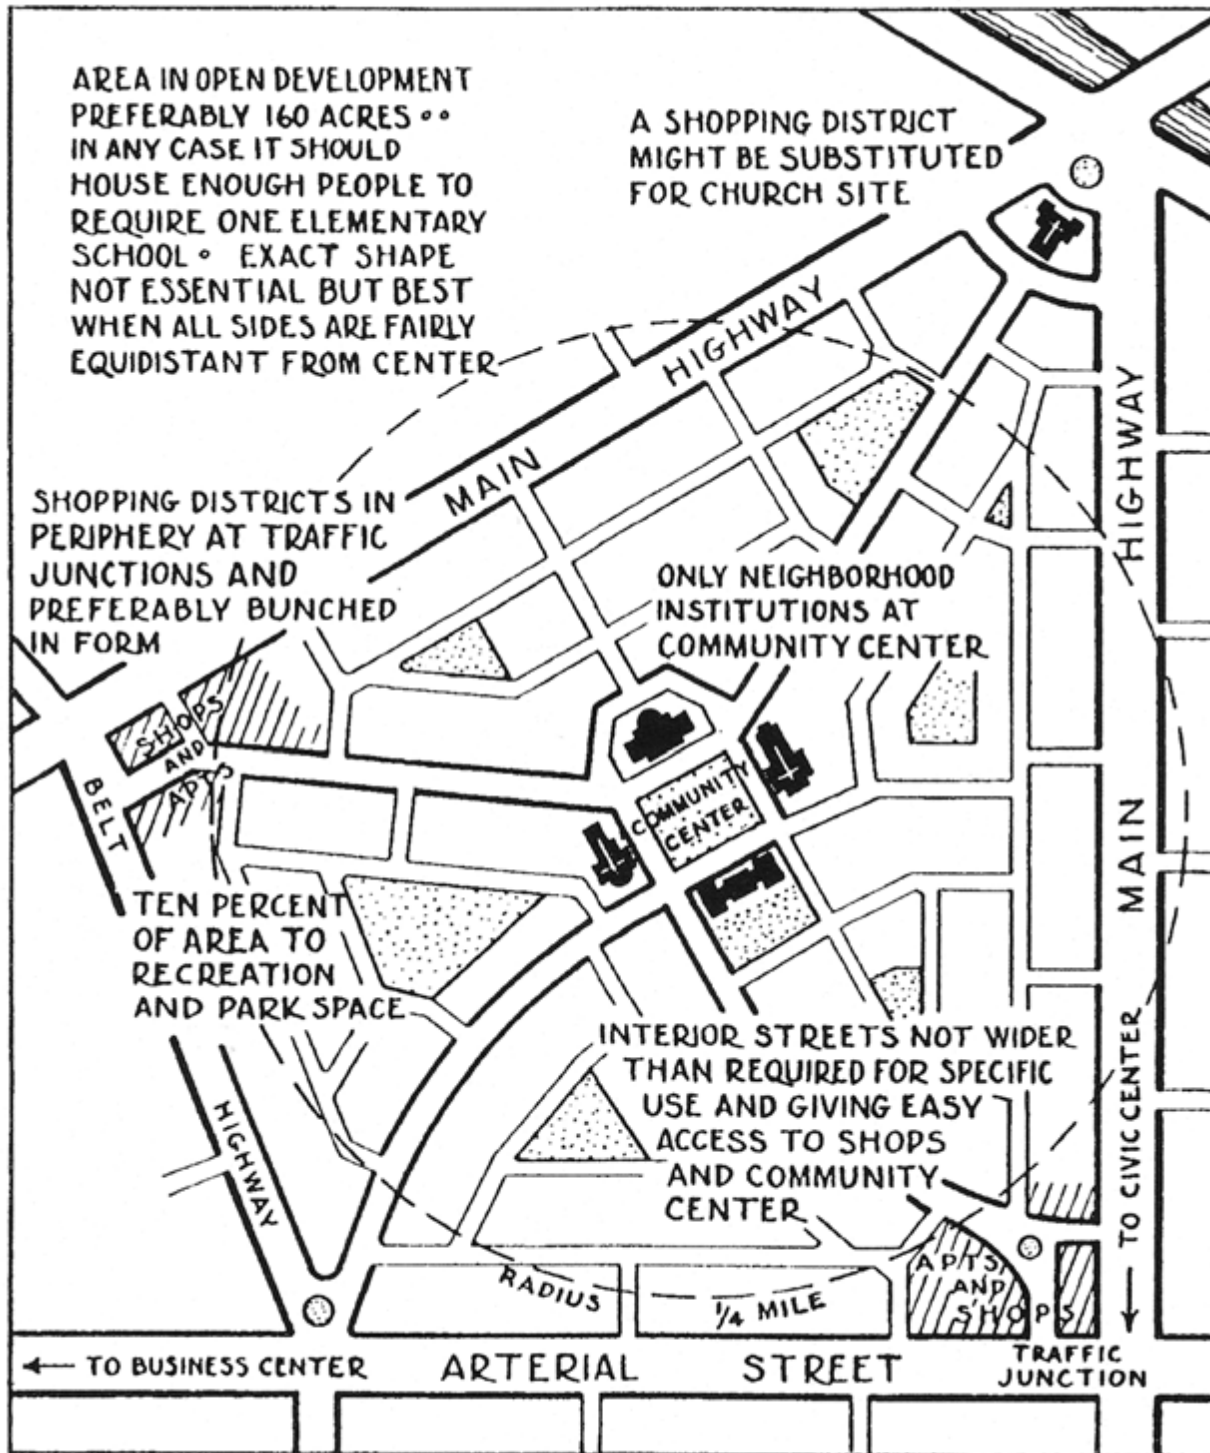 AREA IN OPEN DEVELOPMENT
PREFERABLY 160 ACRES ••
IN ANY CASE IT SHOULD
HOUSE ENOUGH PEOPLE TO
REQUIRE ONE ELEMENTARY
SCHOOL • EXACT SHAPE
NOT ESSENTIAL BUT BEST
WHEN ALL SIDES ARE FAIRLY
EQUIDISTANT FROM CENTER
A SHOPPING DISTRICT
MIGHT BE SUBSTITUTED
FOR CHURCH SITE
MAIN HIGHWAY
HIGHWAY
MAIN
SHOPPING DISTRICTS IN
PERIPHERY AT TRAFFIC
JUNCTIONS AND
PREFERABLY BUNCHED
IN FORM
ONLY NEIGHBORHOOD
INSTITUTIONS AT
COMMUNITY CENTER
SHOPS
AND
APTS
BELT
COMMUNITY
CENTER
TEN PERCENT
OF AREA TO
RECREATION
AND PARK SPACE
INTERIOR STREETS NOT WIDER
THAN REQUIRED FOR SPECIFIC
USE AND GIVING EASY
ACCESS TO SHOPS
AND COMMUNITY
CENTER
HIGHWAY
TO CIVIC CENTER
APTS
AND
SHOPS
RADIUS 1/4 MILE
← TO BUSINESS CENTER
ARTERIAL STREET
TRAFFIC
JUNCTION